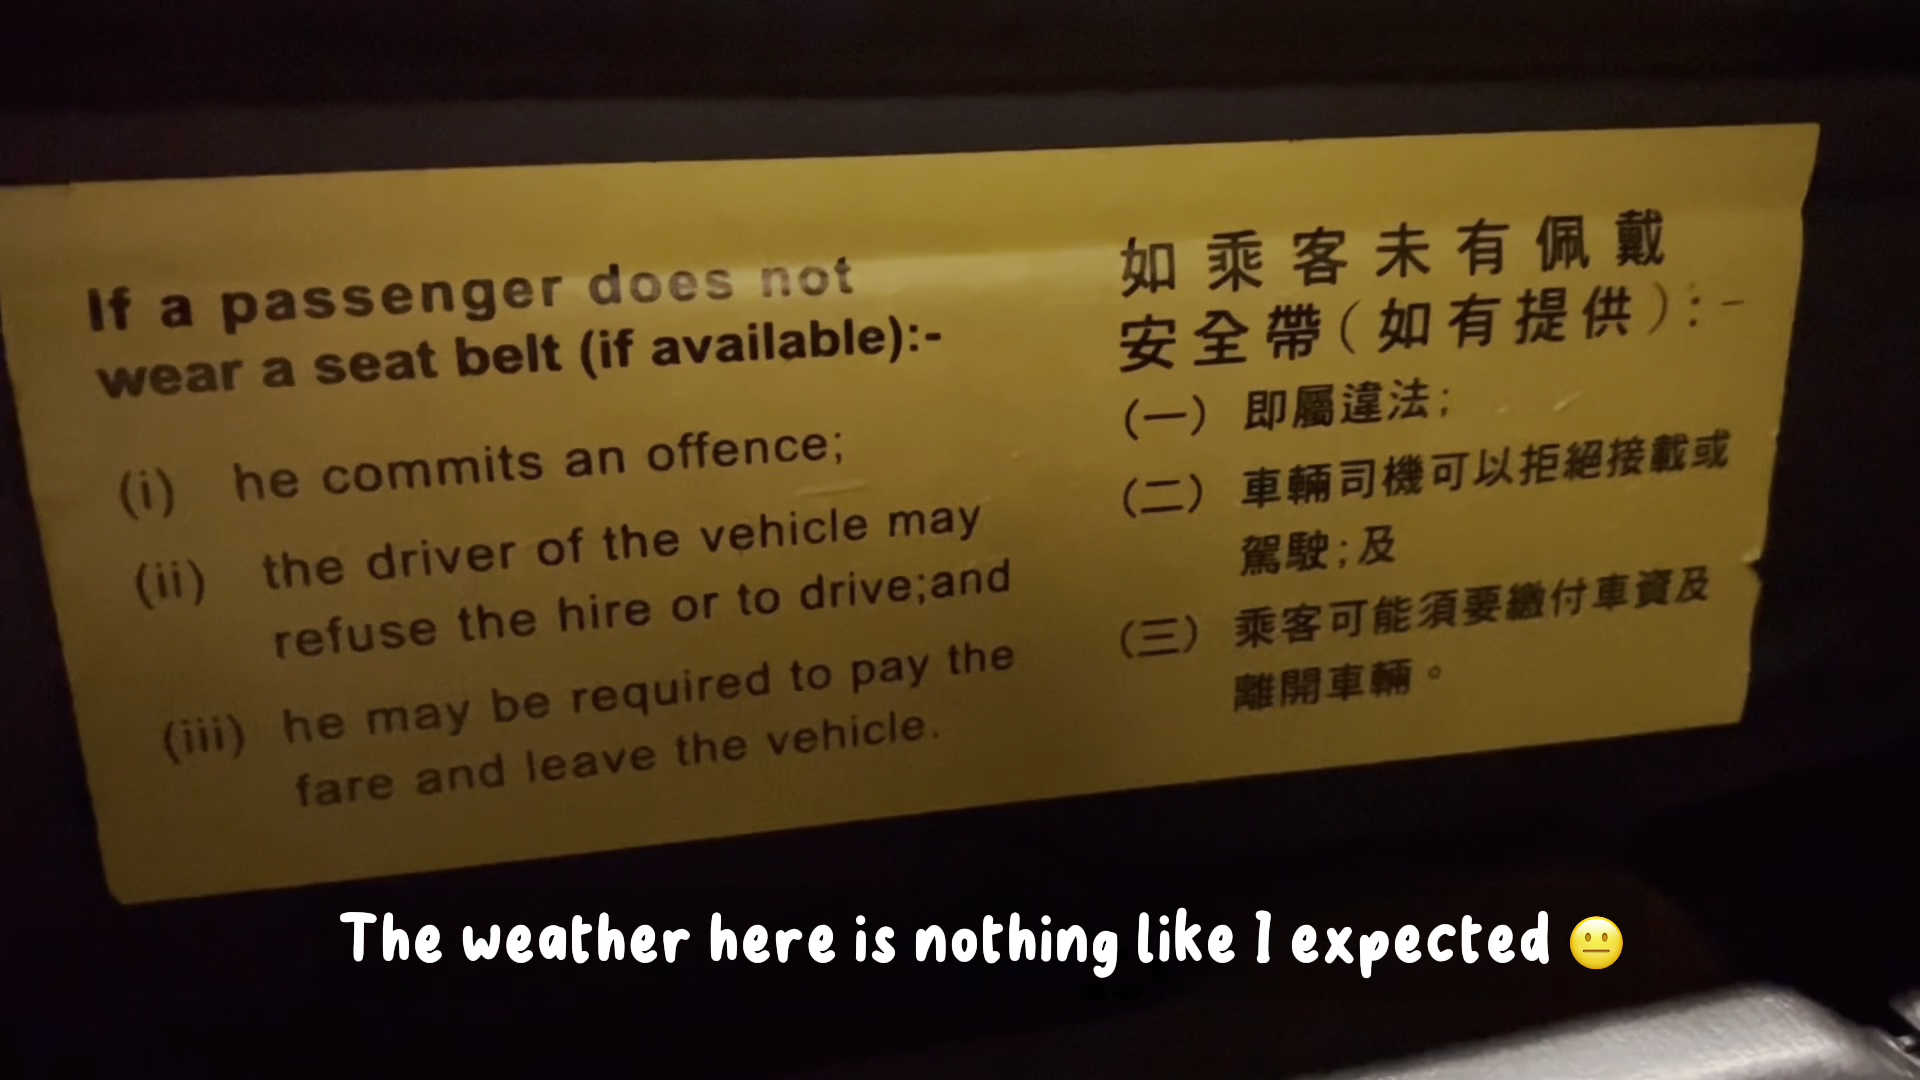 If a passenger does not
wear a seat belt (if available):-
(i) he commits an offence;
(ii) the driver of the vehicle may
refuse the hire or to drive;and
(iii) he may be required to pay the
fare and leave the vehicle.
如乘客未有佩戴
安全帶(如有提供):-
(一) 即屬違法;
(二) 車輛司機可以拒絕接載或
駕駛;及
(三) 乘客可能須要繳付車資及
離開車輛。
The weather here is nothing like I expected 😐